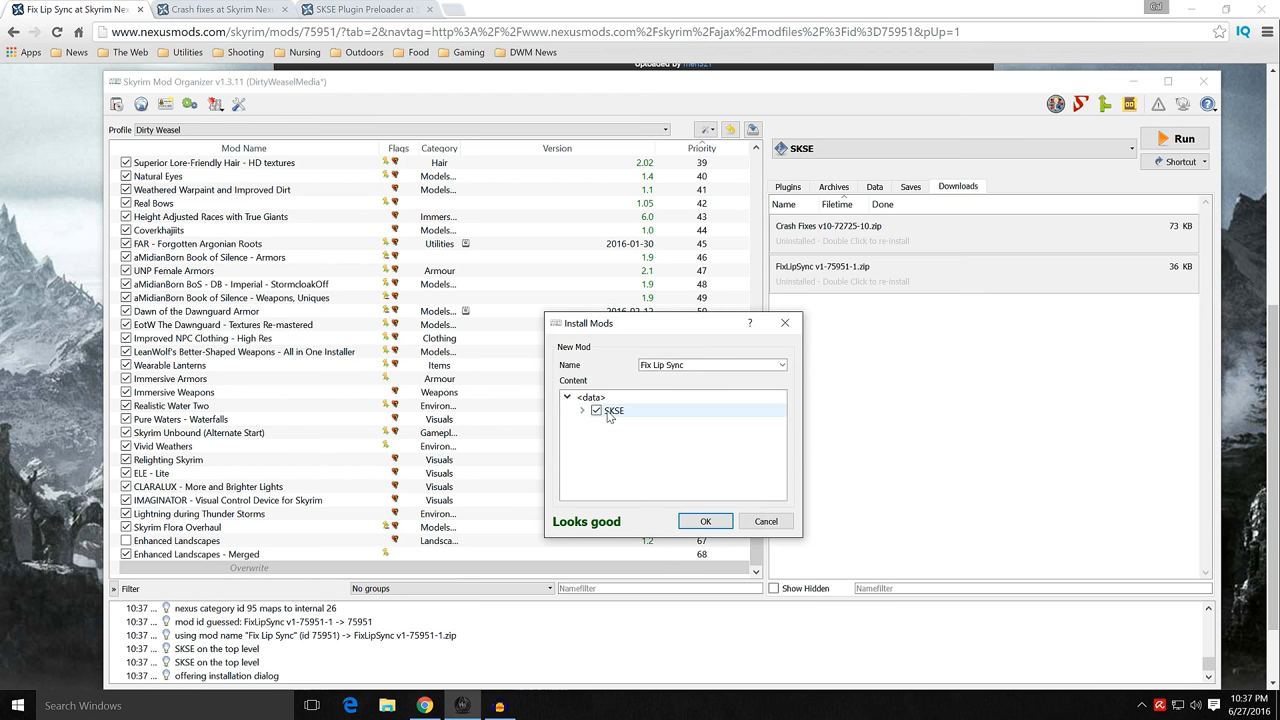 Fix Lip Sync at Skyrim Ne
Crash fixes at Skyrim Nexu
SKSE Plugin Preloader at S
www.nexusmods.com/skyrim/mods/75951/?tab=2&navtag=http%3A%2F%2Fwww.nexusmods.com%2Fskyrim%2Fajax%2Fmodfiles%2F%3Fid%3D75951&pUp=1
Apps News The Web Utilities Shooting Nursing Outdoors Food Gaming DWM News
Skyrim Mod Organizer v1.3.11 (DirtyWeaselMedia*)
Profile Dirty Weasel
Mod Name Flags Category Version Priority
Superior Lore-Friendly Hair - HD textures Hair 2.02 39
Natural Eyes Models... 1.4 40
Weathered Warpaint and Improved Dirt Models... 1.1 41
Real Bows Models... 1.05 42
Height Adjusted Races with True Giants Immers... 6.0 43
Coverkhajiits Models... 1.0 44
FAR - Forgotten Argonian Roots Utilities 2016-01-30 45
aMidianBorn Book of Silence - Armors 1.9 46
UNP Female Armors Armour 2.1 47
aMidianBorn BoS - DB - Imperial - StormcloakOff Models... 1.9 48
aMidianBorn Book of Silence - Weapons, Uniques 1.9 49
Dawn of the Dawnguard Armor Models...
EotW The Dawnguard - Textures Re-mastered Models...
Improved NPC Clothing - High Res Clothing
LeanWolf's Better-Shaped Weapons - All in One Installer Models...
Wearable Lanterns Items
Immersive Armors Armour
Immersive Weapons Weapons
Realistic Water Two Environ...
Pure Waters - Waterfalls Visuals
Skyrim Unbound (Alternate Start) Gamepl...
Vivid Weathers Environ...
Relighting Skyrim Visuals
ELE - Lite Visuals
CLARALUX - More and Brighter Lights Visuals
IMAGINATOR - Visual Control Device for Skyrim Visuals
Lightning during Thunder Storms Environ...
Skyrim Flora Overhaul Models...
Enhanced Landscapes Landsca... 1.2 67
Enhanced Landscapes - Merged 68
Overwrite
» Filter No groups Namefilter
SKSE
Run
Shortcut
Plugins Archives Data Saves Downloads
Name Filetime Done
Crash Fixes v10-72725-10.zip 73 KB
Uninstalled - Double Click to re-install
FixLipSync v1-75951-1.zip 36 KB
Uninstalled - Double Click to re-install
Show Hidden Namefilter
Install Mods ?
New Mod
Name Fix Lip Sync
Content
<data>
SKSE
Looks good OK Cancel
10:37 ... nexus category id 95 maps to internal 26
10:37 ... mod id guessed: FixLipSync v1-75951-1 -> 75951
10:37 ... using mod name "Fix Lip Sync" (id 75951) -> FixLipSync v1-75951-1.zip
10:37 ... SKSE on the top level
10:37 ... SKSE on the top level
10:37 ... offering installation dialog
Search Windows
10:37 PM
6/27/2016